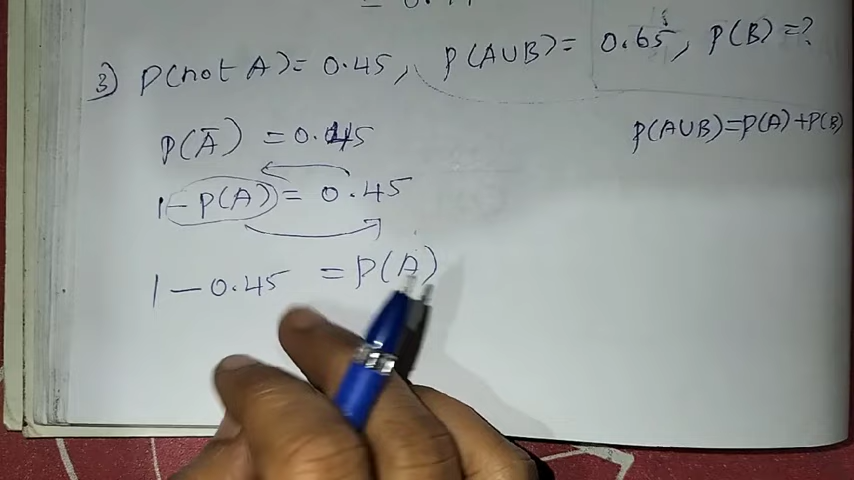 3) P(not A) = 0.45, P(A∪B) = 0.65, P(B) = ?
P(A∪B) = P(A) + P(B)
P(Ā) = 0.45
1 - P(A) = 0.45
1 - 0.45 = P(A)